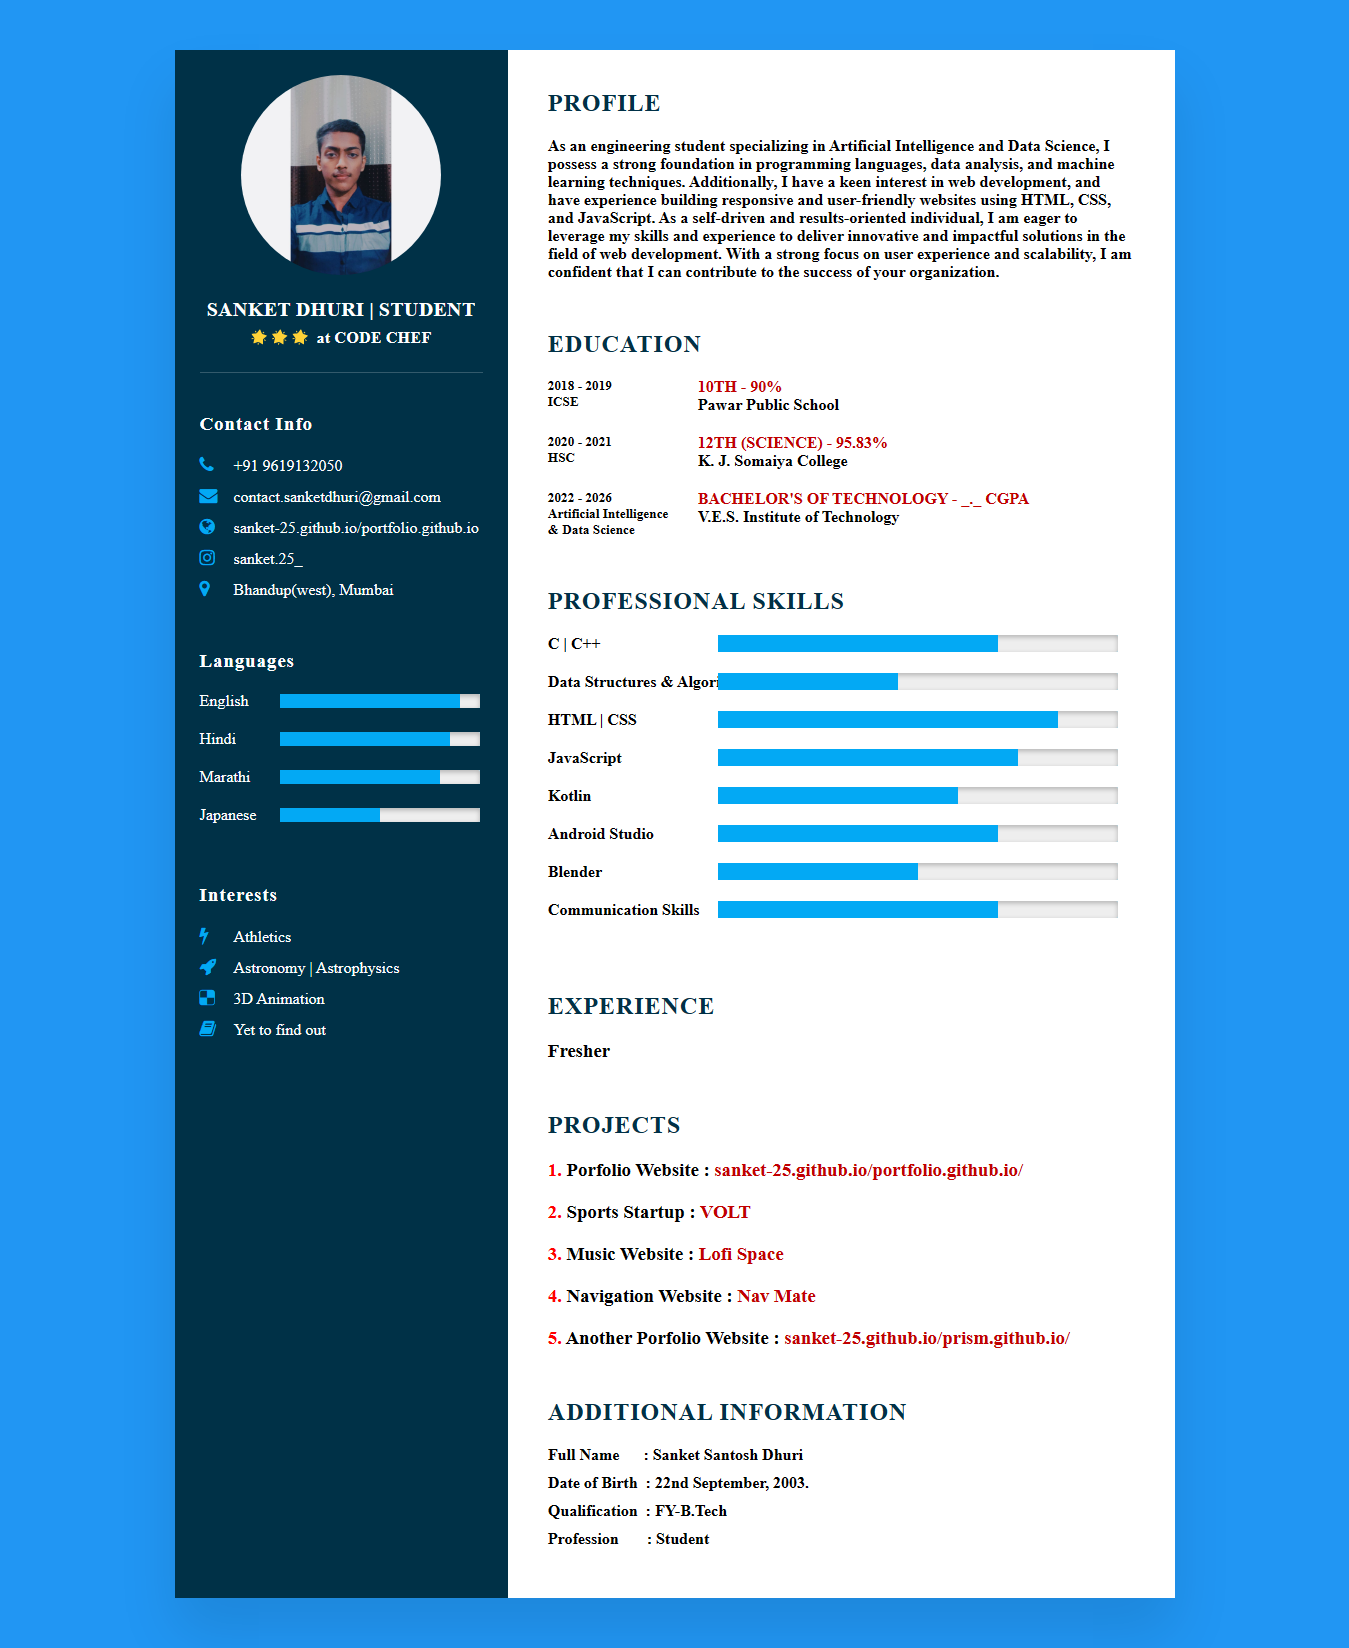 SANKET DHURI | STUDENT
🌟🌟🌟 at CODE CHEF
Contact Info
+91 9619132050
contact.sanketdhuri@gmail.com
sanket-25.github.io/portfolio.github.io
sanket.25_
Bhandup(west), Mumbai
Languages
English
Hindi
Marathi
Japanese
Interests
Athletics
Astronomy | Astrophysics
3D Animation
Yet to find out
PROFILE
As an engineering student specializing in Artificial Intelligence and Data Science, I
possess a strong foundation in programming languages, data analysis, and machine
learning techniques. Additionally, I have a keen interest in web development, and
have experience building responsive and user-friendly websites using HTML, CSS,
and JavaScript. As a self-driven and results-oriented individual, I am eager to
leverage my skills and experience to deliver innovative and impactful solutions in the
field of web development. With a strong focus on user experience and scalability, I am
confident that I can contribute to the success of your organization.
EDUCATION
2018 - 2019
ICSE
10TH - 90%
Pawar Public School
2020 - 2021
HSC
12TH (SCIENCE) - 95.83%
K. J. Somaiya College
2022 - 2026
Artificial Intelligence
& Data Science
BACHELOR'S OF TECHNOLOGY - _._ CGPA
V.E.S. Institute of Technology
PROFESSIONAL SKILLS
C | C++
Data Structures & Algori
HTML | CSS
JavaScript
Kotlin
Android Studio
Blender
Communication Skills
EXPERIENCE
Fresher
PROJECTS
1. Porfolio Website : sanket-25.github.io/portfolio.github.io/
2. Sports Startup : VOLT
3. Music Website : Lofi Space
4. Navigation Website : Nav Mate
5. Another Porfolio Website : sanket-25.github.io/prism.github.io/
ADDITIONAL INFORMATION
Full Name : Sanket Santosh Dhuri
Date of Birth : 22nd September, 2003.
Qualification : FY-B.Tech
Profession : Student